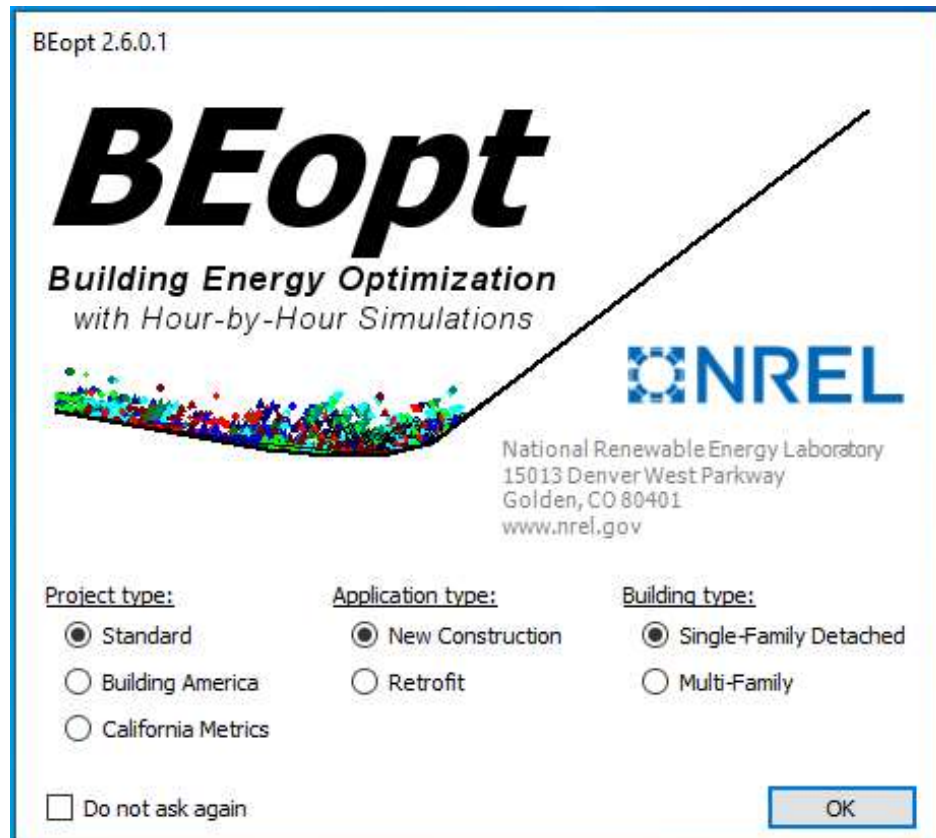 BEopt 2.6.0.1
BEopt
Building Energy Optimization
with Hour-by-Hour Simulations
NREL
National Renewable Energy Laboratory
15013 Denver West Parkway
Golden, CO 80401
www.nrel.gov
Project type:
Standard
Building America
California Metrics
Application type:
New Construction
Retrofit
Building type:
Single-Family Detached
Multi-Family
Do not ask again
OK